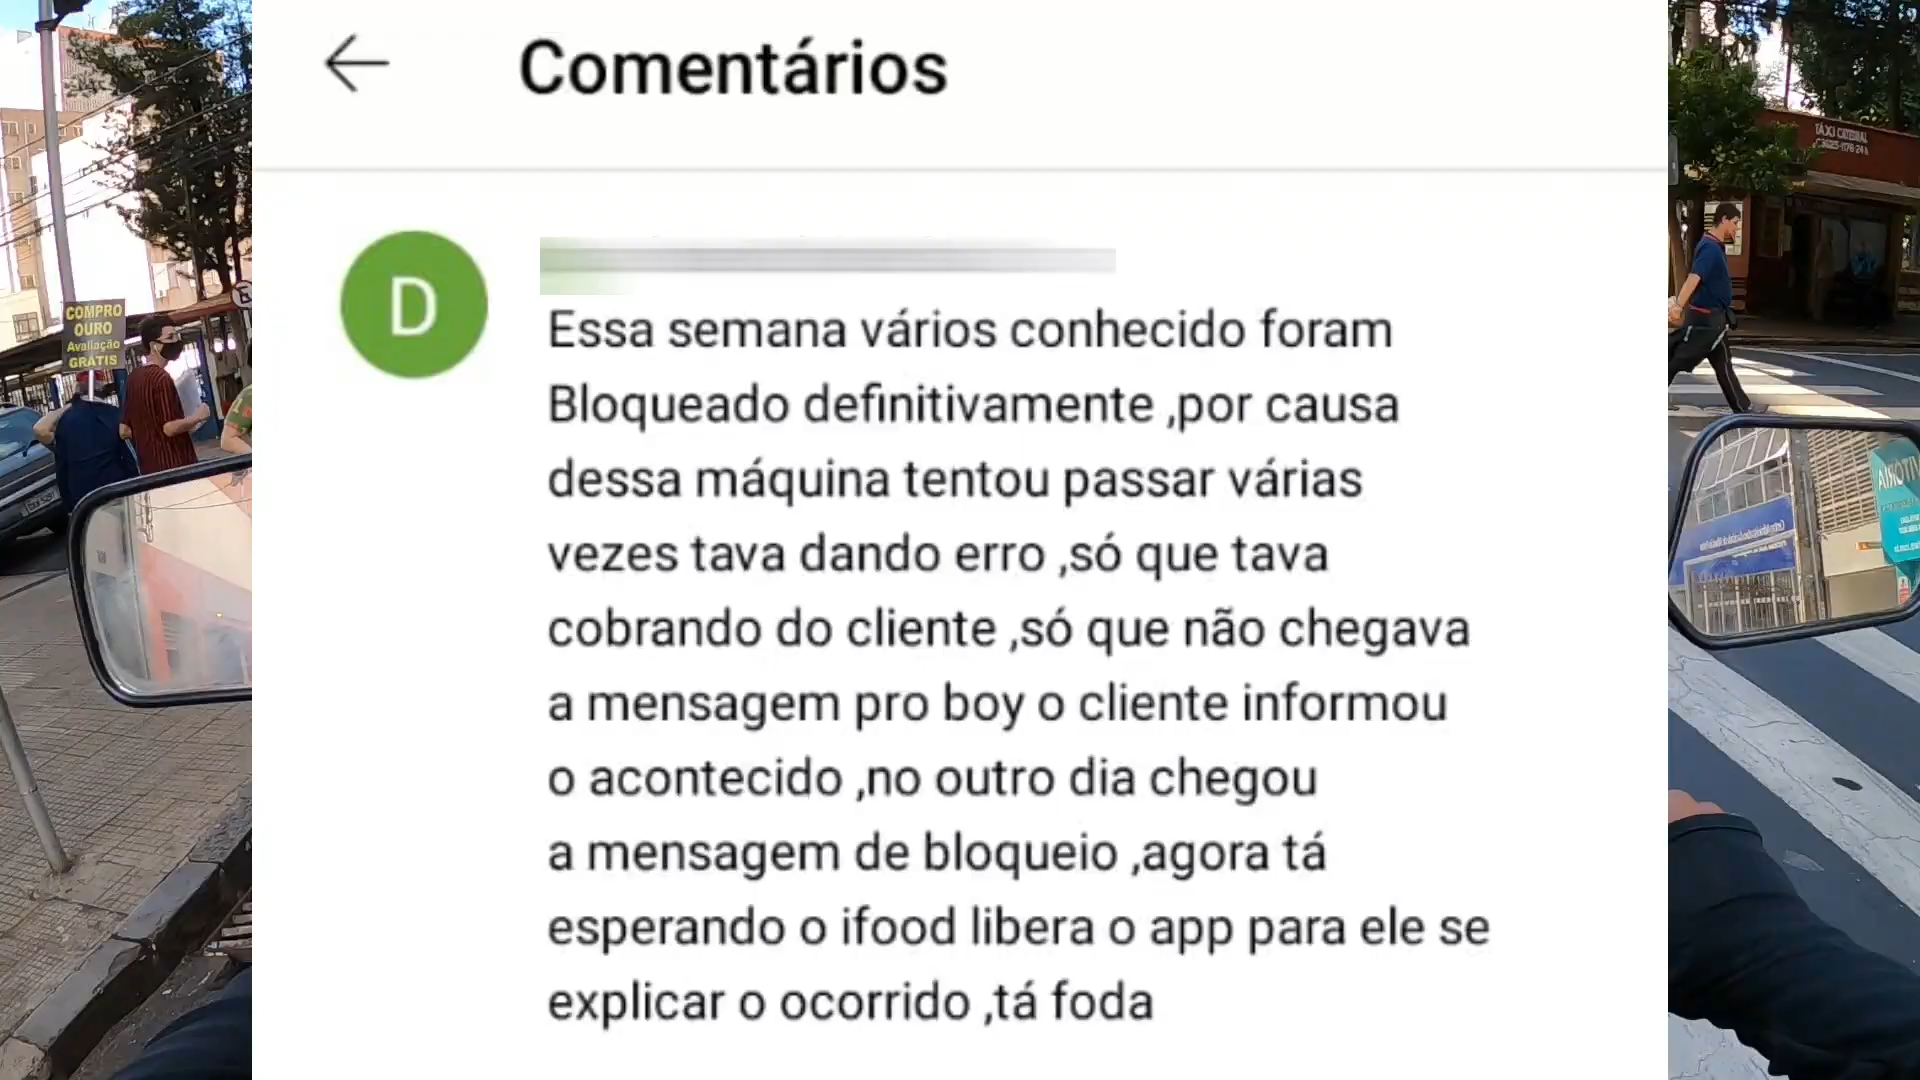 Comentários
D
Essa semana vários conhecido foram
Bloqueado definitivamente ,por causa
dessa máquina tentou passar várias
vezes tava dando erro ,só que tava
cobrando do cliente ,só que não chegava
a mensagem pro boy o cliente informou
o acontecido ,no outro dia chegou
a mensagem de bloqueio ,agora tá
esperando o ifood libera o app para ele se
explicar o ocorrido ,tá foda
COMPRO
OURO
Avaliação
GRÁTIS
TÁXI CATEDRAL